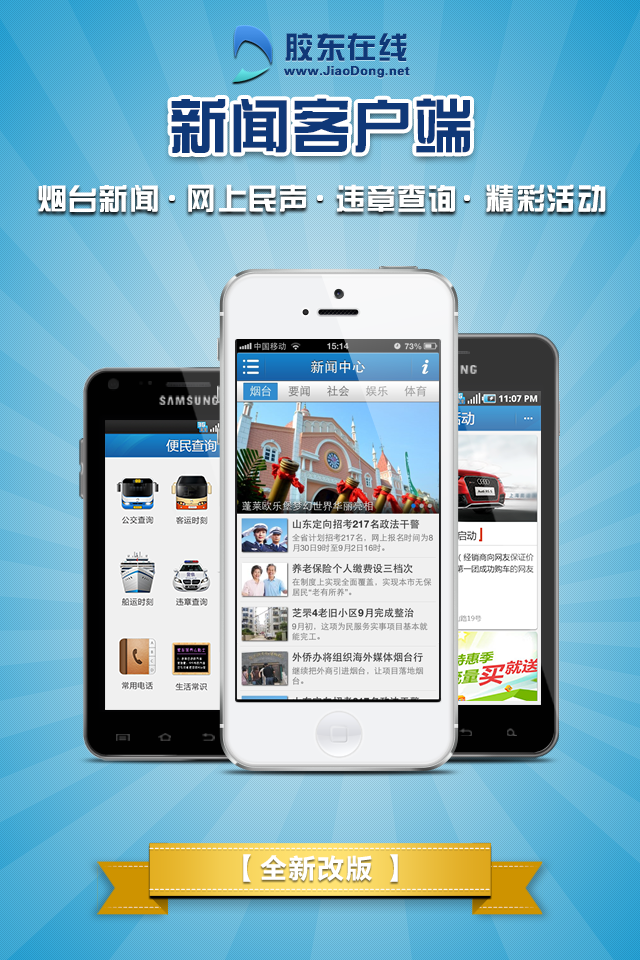 胶东在线
www.JiaoDong.net
新闻客户端
烟台新闻·网上民声·违章查询·精彩活动
中国移动 15:14 73%
新闻中心
烟台 要闻 社会 娱乐 体育
蓬莱欧乐堡梦幻世界华丽亮相
山东定向招考217名政法干警
全省计划招考217名,网上报名时间为8
月30日9时至9月2日16时。
养老保险个人缴费设三档次
在制度上实现全面覆盖,实现本市无保
居民“老有所养”。
芝罘4老旧小区9月完成整治
9月初,这项为民服务实事项目基本就
能完工。
外侨办将组织海外媒体烟台行
继续把外商引进烟台、让项目落地烟
台。
SAMSUNG
便民查询
公交查询 客运时刻
船运时刻 违章查询
常用电话 生活常识
NG
11:07 PM
活动
启动
( 经销商向网友保证价
第一团成功购车的网友
路19号
特惠季
流量买就送
【 全新改版 】